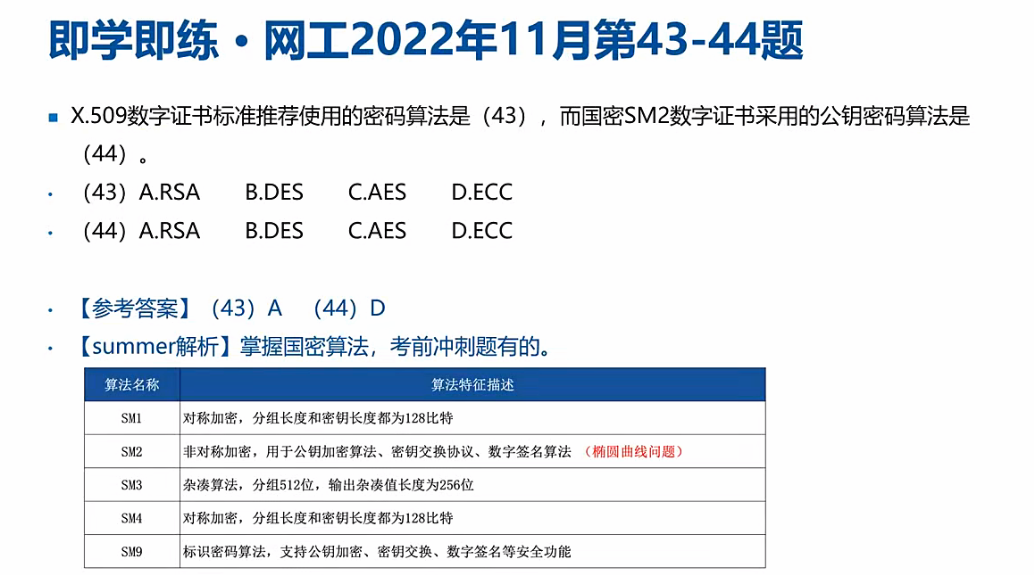 即学即练·网工2022年11月第43-44题
X.509数字证书标准推荐使用的密码算法是（43），而国密SM2数字证书采用的公钥密码算法是
（44）。
（43）A.RSA B.DES C.AES D.ECC
（44）A.RSA B.DES C.AES D.ECC
【参考答案】（43）A （44）D
【summer解析】掌握国密算法，考前冲刺题有的。
算法名称 算法特征描述
SM1 对称加密，分组长度和密钥长度都为128比特
SM2 非对称加密，用于公钥加密算法、密钥交换协议、数字签名算法 （椭圆曲线问题）
SM3 杂凑算法，分组512位，输出杂凑值长度为256位
SM4 对称加密，分组长度和密钥长度都为128比特
SM9 标识密码算法，支持公钥加密、密钥交换、数字签名等安全功能